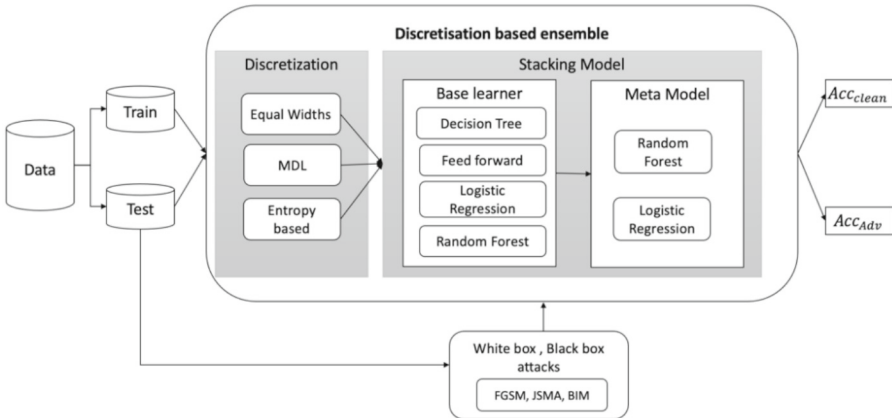 Discretisation based ensemble
Data
Train
Test
Discretization
Equal Widths
MDL
Entropy
based
Stacking Model
Base learner
Decision Tree
Feed forward
Logistic
Regression
Random Forest
Meta Model
Random
Forest
Logistic
Regression
Acc_clean
Acc_Adv
White box , Black box
attacks
FGSM, JSMA, BIM